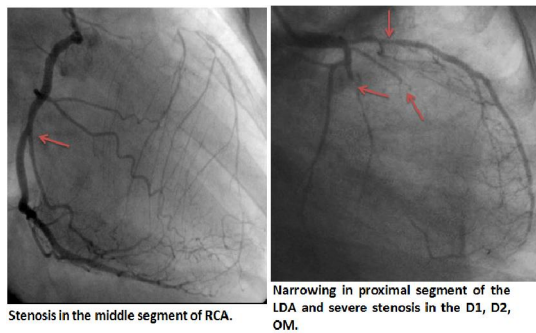 Stenosis in the middle segment of RCA.
Narrowing in proximal segment of the
LDA and severe stenosis in the D1, D2,
OM.